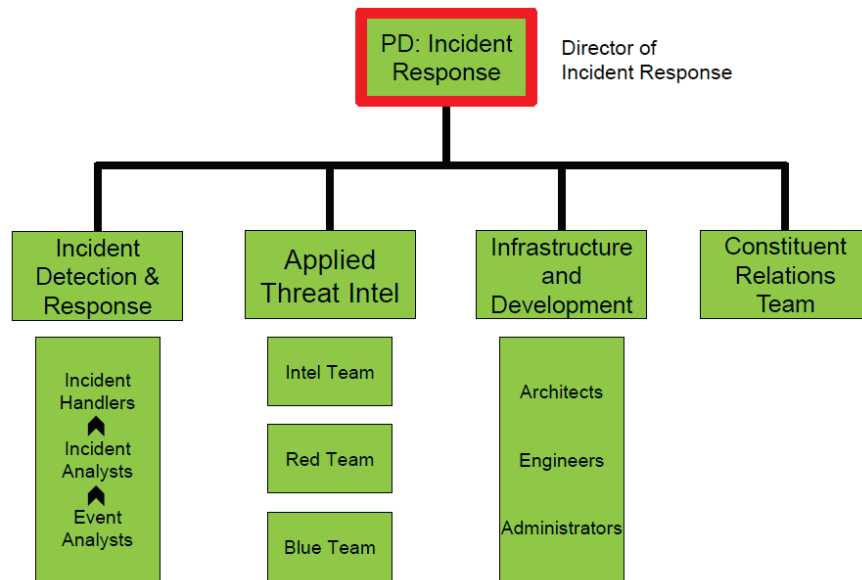 PD: Incident
Response
Director of
Incident Response
Incident
Detection &
Response
Applied
Threat Intel
Infrastructure
and
Development
Constituent
Relations
Team
Incident
Handlers
Incident
Analysts
Event
Analysts
Intel Team
Red Team
Blue Team
Architects
Engineers
Administrators